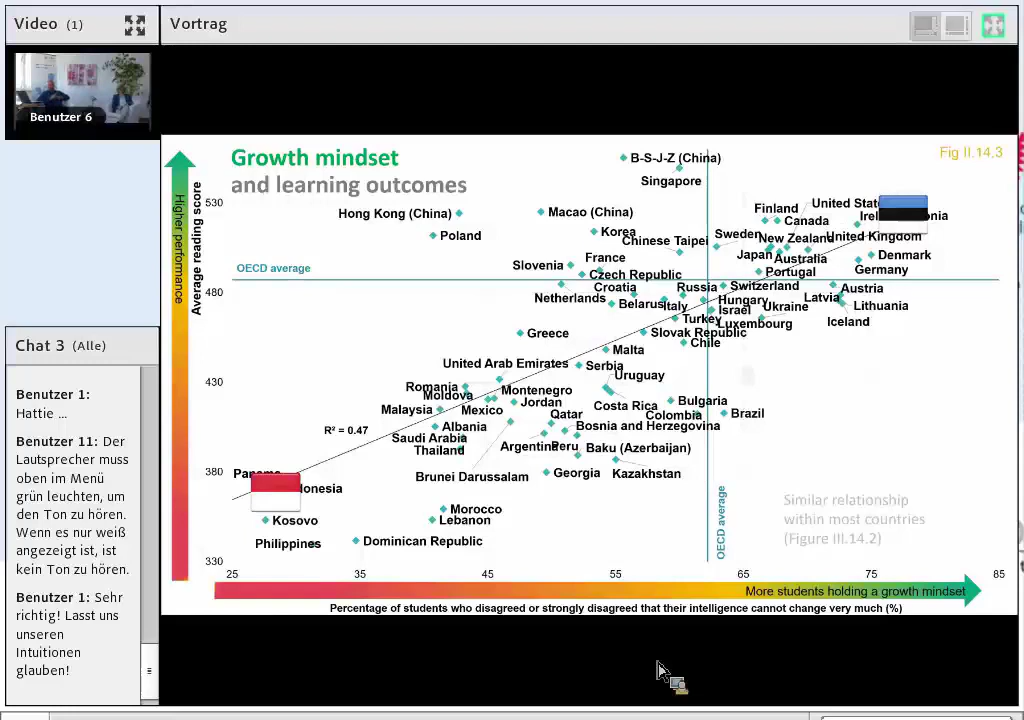 Video (1)
Vortrag
Benutzer 6
Chat 3 (Alle)
Benutzer 1:
Hattie ...
Benutzer 11: Der
Lautsprecher muss
oben im Menü
grün leuchten, um
den Ton zu hören.
Wenn es nur weiß
angezeigt ist, ist
kein Ton zu hören.
Benutzer 1: Sehr
richtig! Lasst uns
unseren
Intuitionen
glauben!
Growth mindset
and learning outcomes
Fig II.14.3
Higher performance
Average reading score
B-S-J-Z (China)
Singapore
530
Hong Kong (China)
Macao (China)
Finland
United Stat
Canada
Irel
onia
Poland
Korea
Chinese Taipei
Sweden
New Zealand
United Kingdom
Japan
Australia
Denmark
Slovenia
France
OECD average
Czech Republic
Portugal
Germany
480
Netherlands
Croatia
Russia
Switzerland
Austria
Belarus
Italy
Hungary
Israel
Ukraine
Latvia
Lithuania
Turkey
Luxembourg
Iceland
Greece
Slovak Republic
Chile
Malta
United Arab Emirates
Serbia
Uruguay
430
Romania
Moldova
Montenegro
Malaysia
Mexico
Jordan
Costa Rica
Bulgaria
Colombia
Brazil
R² = 0.47
Albania
Qatar
Bosnia and Herzegovina
Saudi Arabia
Thailand
Argentina
Peru
Baku (Azerbaijan)
380
Panama
onesia
Brunei Darussalam
Georgia
Kazakhstan
Morocco
Lebanon
Kosovo
Philippines
Dominican Republic
OECD average
Similar relationship
within most countries
(Figure III.14.2)
330
25 35 45 55 65 75 85
More students holding a growth mindset
Percentage of students who disagreed or strongly disagreed that their intelligence cannot change very much (%)